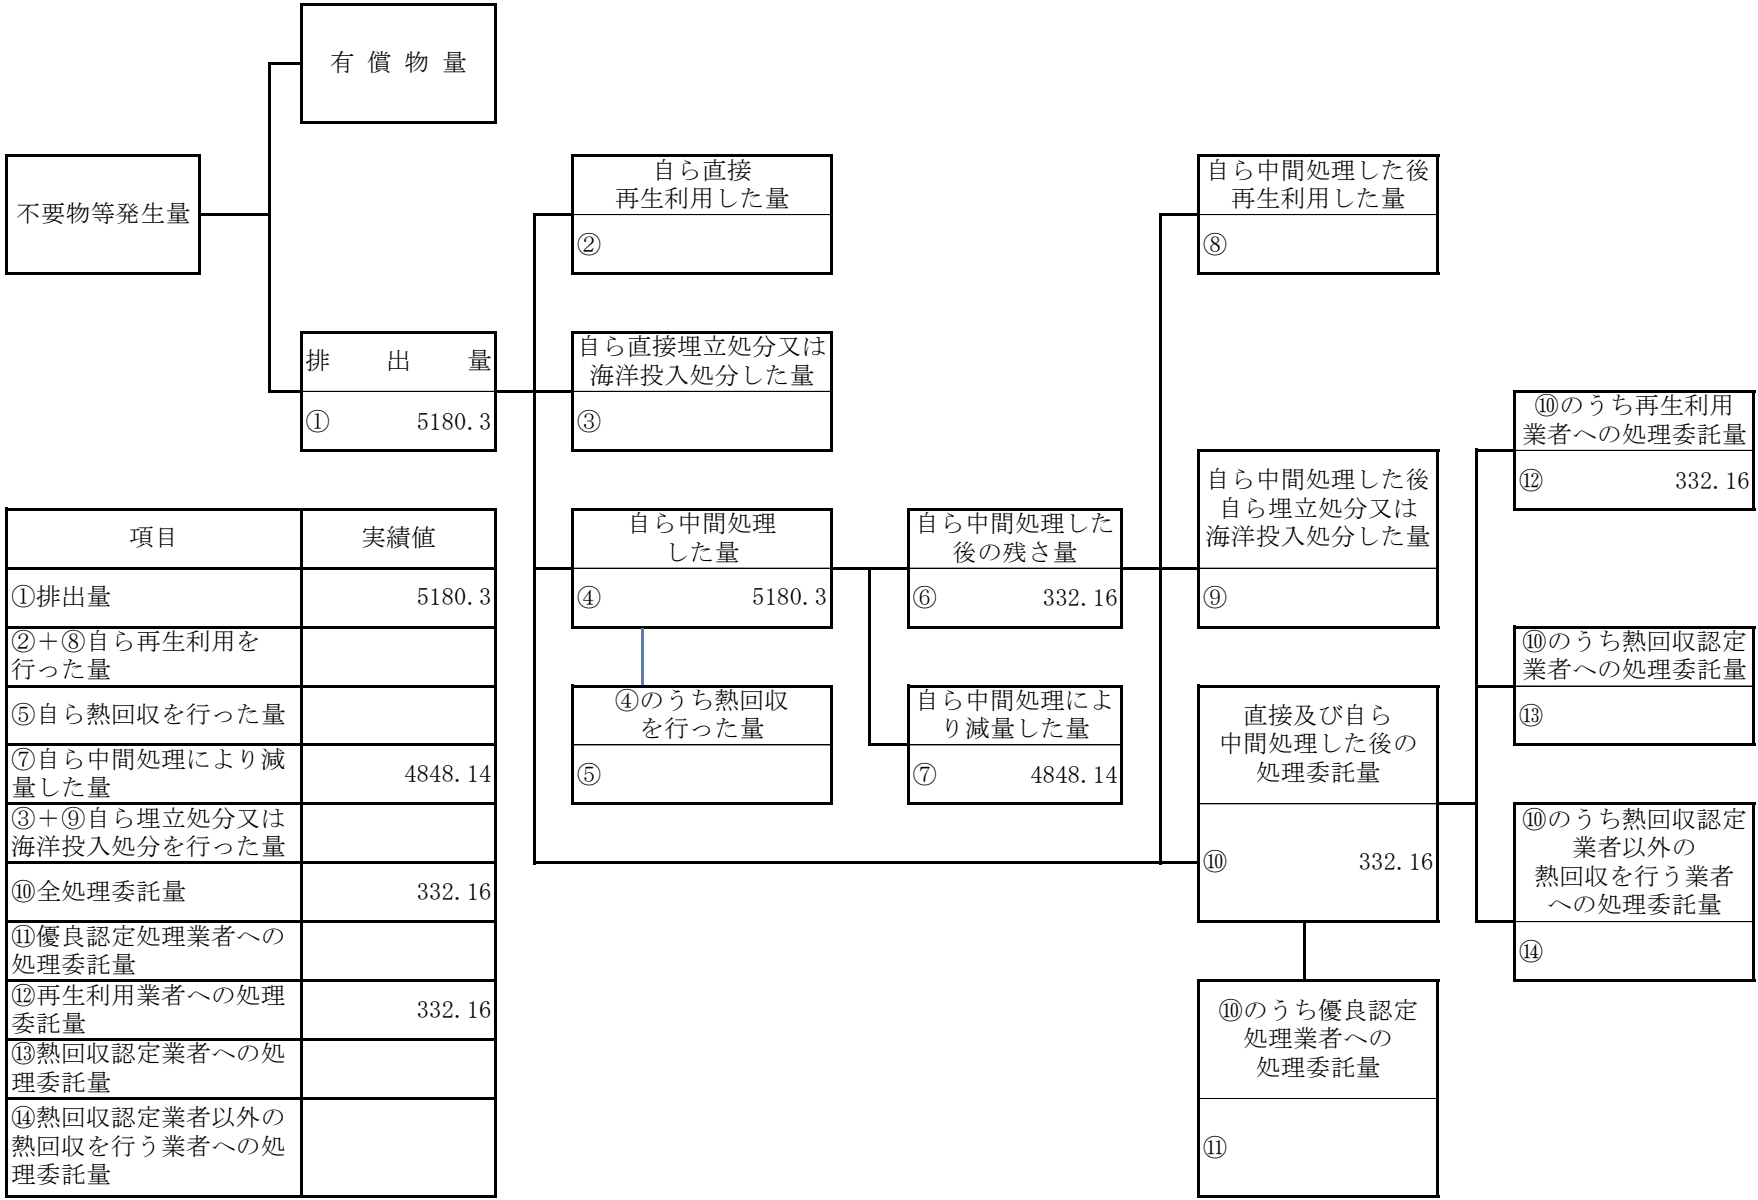 有償物量
不要物等発生量
排出量
① 5180.3
自ら直接
再生利用した量
②
自ら直接埋立処分又は
海洋投入処分した量
③
自ら中間処理
した量
④ 5180.3
④のうち熱回収
を行った量
⑤
自ら中間処理した
後の残さ量
⑥ 332.16
自ら中間処理によ
り減量した量
⑦ 4848.14
自ら中間処理した後
再生利用した量
⑧
自ら中間処理した後
自ら埋立処分又は
海洋投入処分した量
⑨
直接及び自ら
中間処理した後の
処理委託量
⑩ 332.16
⑩のうち優良認定
処理業者への
処理委託量
⑪
⑩のうち再生利用
業者への処理委託量
⑫ 332.16
⑩のうち熱回収認定
業者への処理委託量
⑬
⑩のうち熱回収認定
業者以外の
熱回収を行う業者
への処理委託量
⑭
項目 実績値
①排出量 5180.3
②＋⑧自ら再生利用を
行った量
⑤自ら熱回収を行った量
⑦自ら中間処理により減
量した量 4848.14
③＋⑨自ら埋立処分又は
海洋投入処分を行った量
⑩全処理委託量 332.16
⑪優良認定処理業者への
処理委託量
⑫再生利用業者への処理
委託量 332.16
⑬熱回収認定業者への処
理委託量
⑭熱回収認定業者以外の
熱回収を行う業者への処
理委託量